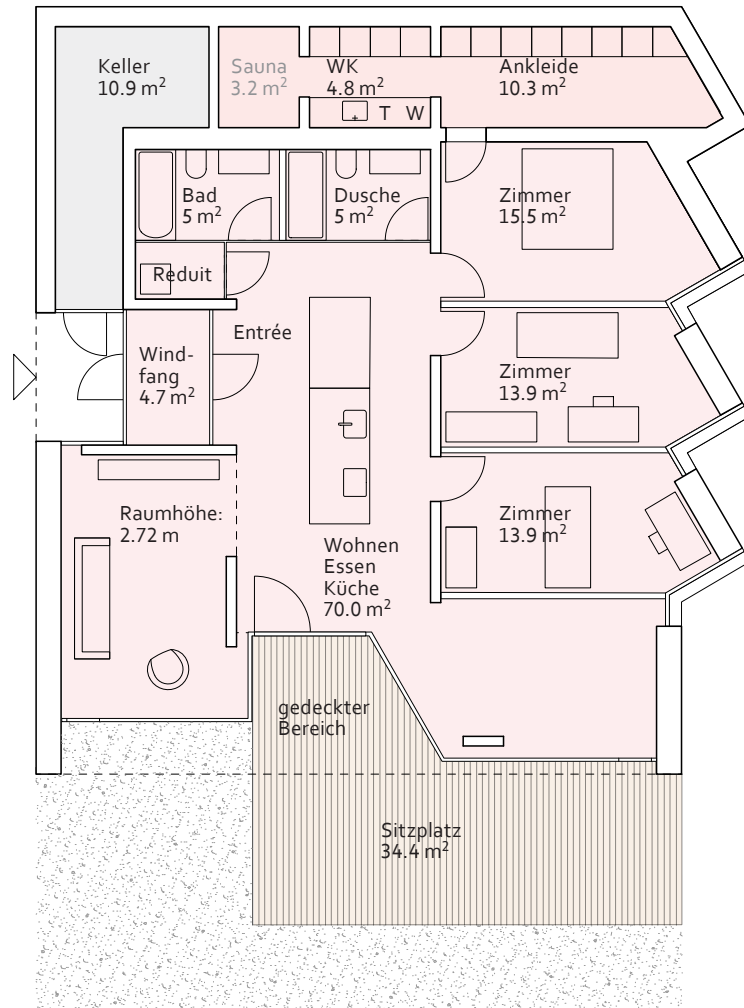 Keller
10.9 m²
Sauna
3.2 m²
WK
4.8 m²
Ankleide
10.3 m²
T W
Bad
5 m²
Dusche
5 m²
Zimmer
15.5 m²
Reduit
Entrée
Wind-
fang
4.7 m²
Zimmer
13.9 m²
Raumhöhe:
2.72 m
Zimmer
13.9 m²
Wohnen
Essen
Küche
70.0 m²
gedeckter
Bereich
Sitzplatz
34.4 m²